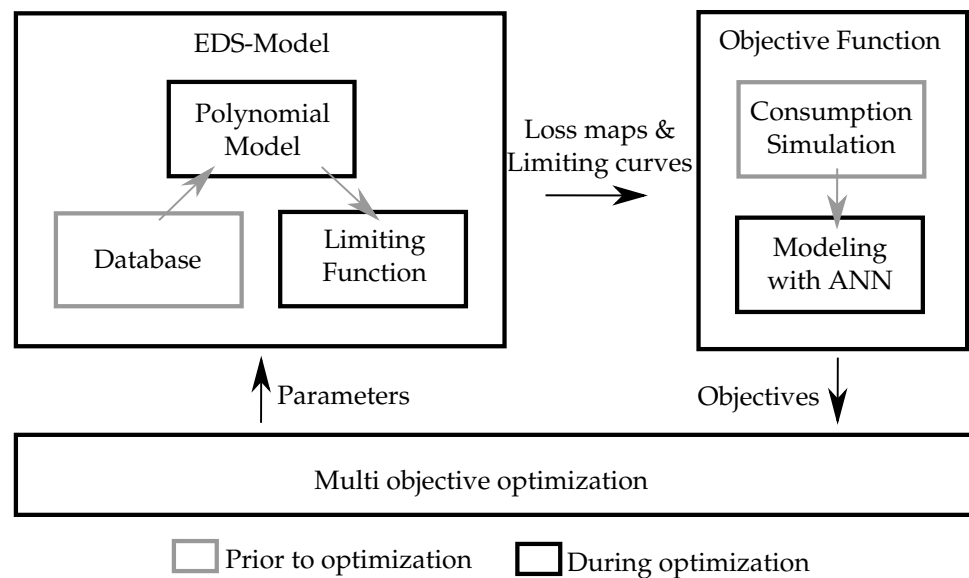 EDS-Model
Polynomial
Model
Database
Limiting
Function
Loss maps &
Limiting curves
Objective Function
Consumption
Simulation
Modeling
with ANN
Parameters
Objectives
Multi objective optimization
Prior to optimization
During optimization